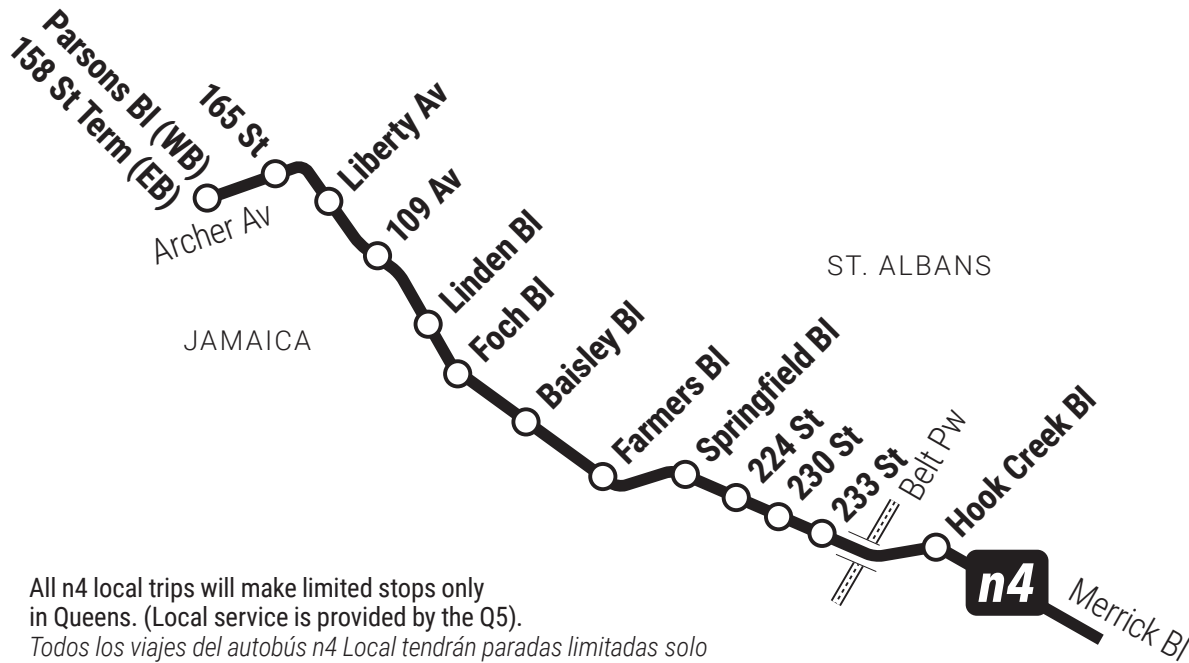 Parsons Bl (WB)
158 St Term (EB)
165 St
Archer Av
Liberty Av
109 Av
Linden Bl
Foch Bl
Baisley Bl
Farmers Bl
Springfield Bl
224 St
230 St
233 St
Belt Pw
Hook Creek Bl
JAMAICA
ST. ALBANS
n4
Merrick Bl
All n4 local trips will make limited stops only
in Queens. (Local service is provided by the Q5).
Todos los viajes del autobús n4 Local tendrán paradas limitadas solo